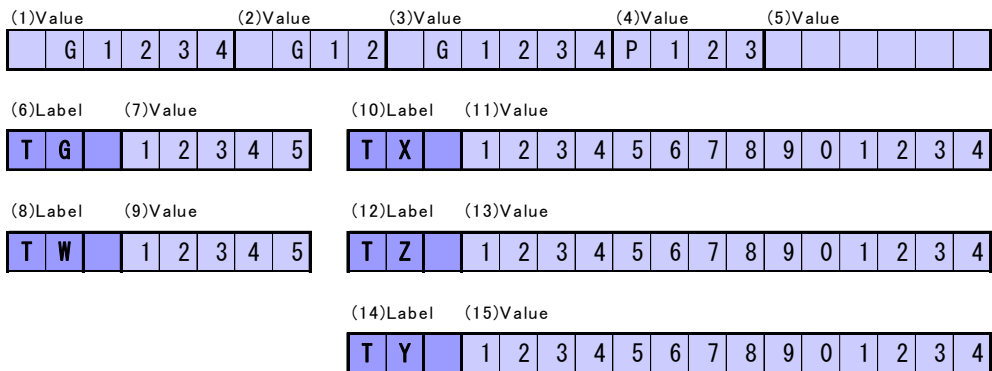 (1)Value (2)Value (3)Value (4)Value (5)Value
G 1 2 3 4 G 1 2 G 1 2 3 4 P 1 2 3
(6)Label (7)Value (10)Label (11)Value
T G 1 2 3 4 5 T X 1 2 3 4 5 6 7 8 9 0 1 2 3 4
(8)Label (9)Value (12)Label (13)Value
T W 1 2 3 4 5 T Z 1 2 3 4 5 6 7 8 9 0 1 2 3 4
(14)Label (15)Value
T Y 1 2 3 4 5 6 7 8 9 0 1 2 3 4